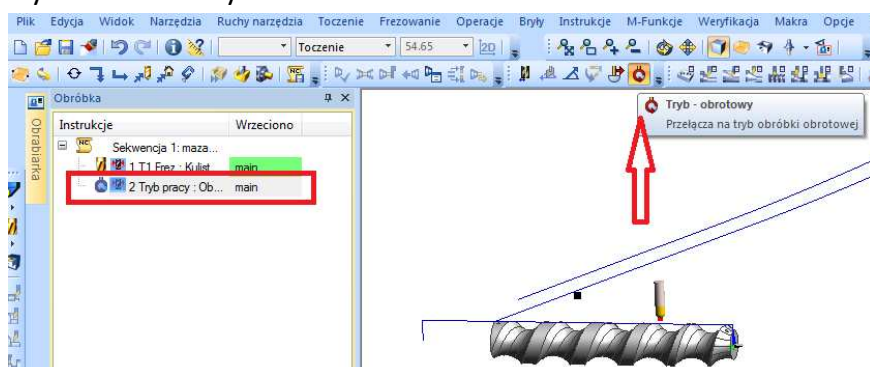 Plik Edycja Widok Narzędzia Ruchy narzędzia Toczenie Frezowanie Operacje Bryły Instrukcje M-Funkcje Weryfikacja Makra Opcje
Toczenie 54.65 2D
Obróbka
Tryb - obrotowy
Przełącza na tryb obróbki obrotowej
Obrabiarka
Instrukcje Wrzeciono
Sekwencja 1: maza...
1 T1 Frez : Kulist... main
2 Tryb pracy : Ob... main